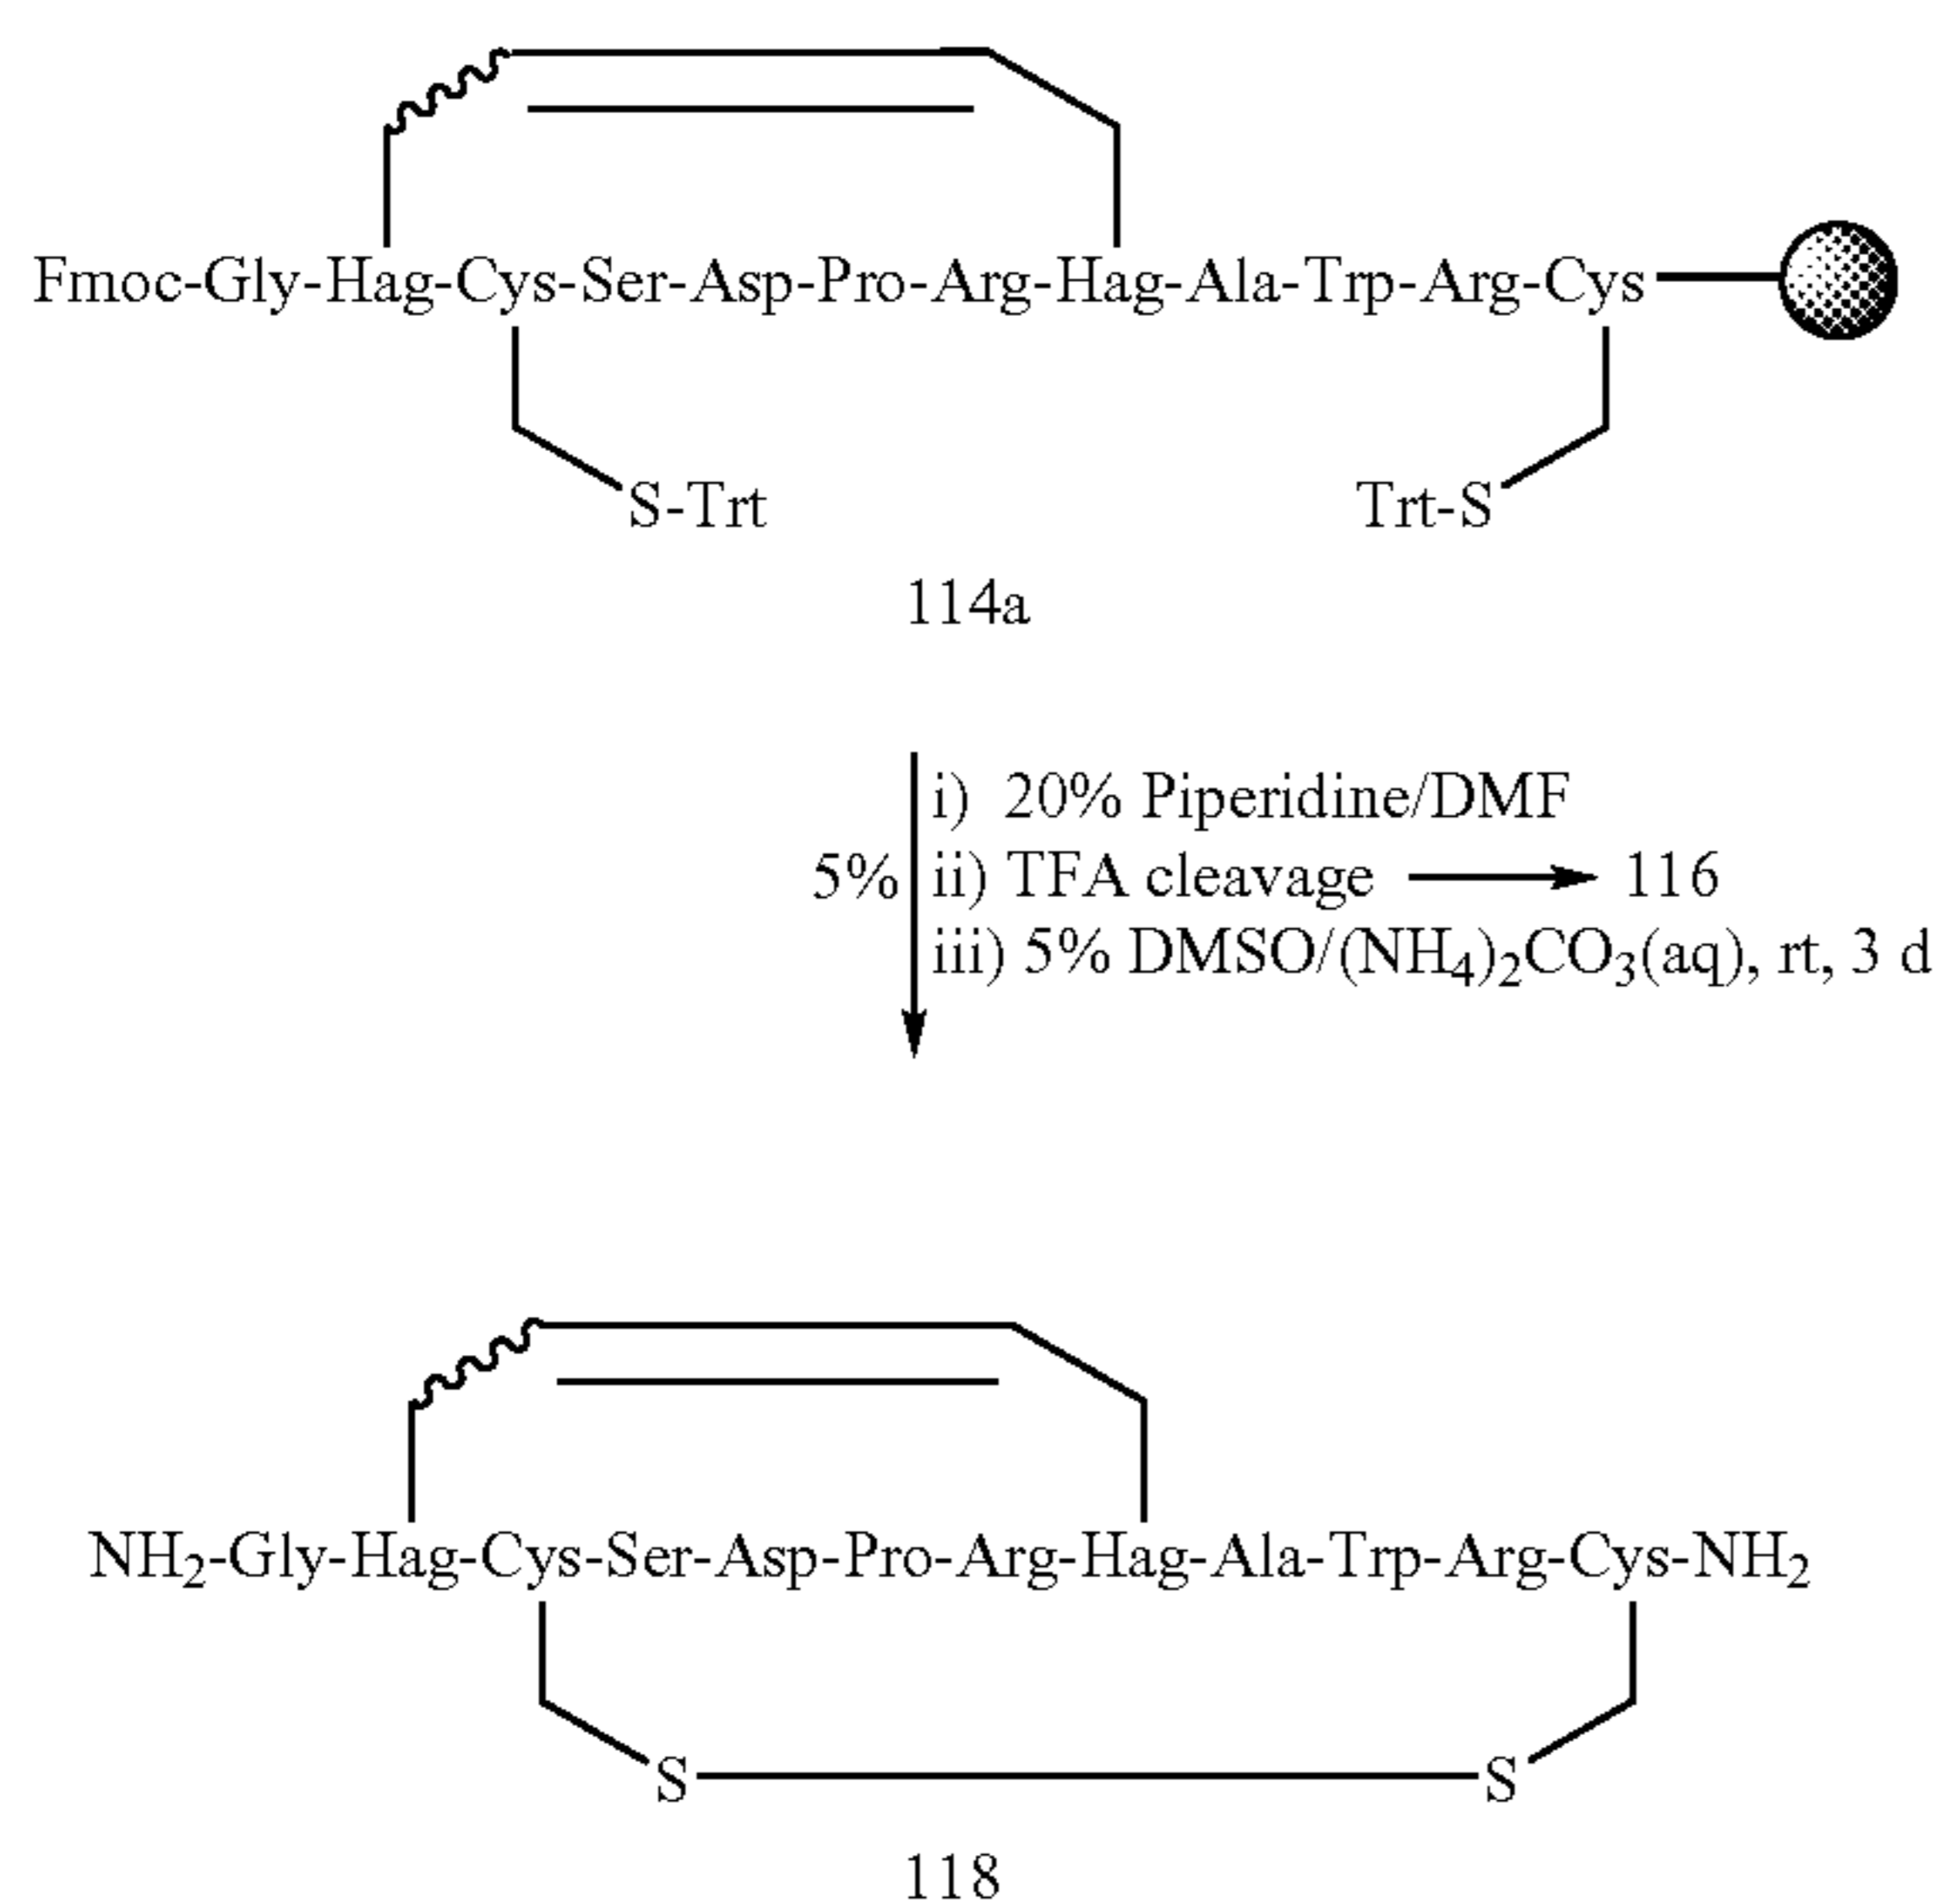 Fmoc-Gly-Hag-Cys-Ser-Asp-Pro-Arg-Hag-Ala-Trp-Arg-Cys
S-Trt Trt-S
114a
i) 20% Piperidine/DMF
5% ii) TFA cleavage → 116
iii) 5% DMSO/(NH₄)₂CO₃(aq), rt, 3 d
NH₂-Gly-Hag-Cys-Ser-Asp-Pro-Arg-Hag-Ala-Trp-Arg-Cys-NH₂
S S
118